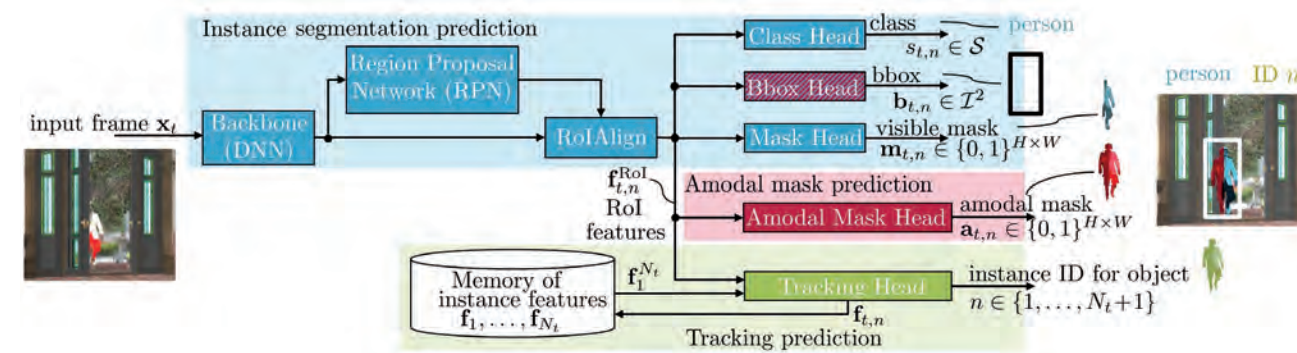 Instance segmentation prediction
Region Proposal
Network (RPN)
input frame x_t
Backbone
(DNN)
RoIAlign
Class Head
class
s_{t,n} ∈ S
person
Bbox Head
bbox
b_{t,n} ∈ I^2
Mask Head
visible mask
m_{t,n} ∈ {0, 1}^{H×W}
f_{t,n}^{RoI}
RoI
features
Amodal mask prediction
Amodal Mask Head
amodal mask
a_{t,n} ∈ {0, 1}^{H×W}
Memory of
instance features
f_1, . . . , f_{N_t}
f_1^{N_t}
Tracking Head
f_{t,n}
instance ID for object
n ∈ {1, . . . , N_t+1}
Tracking prediction
person ID n